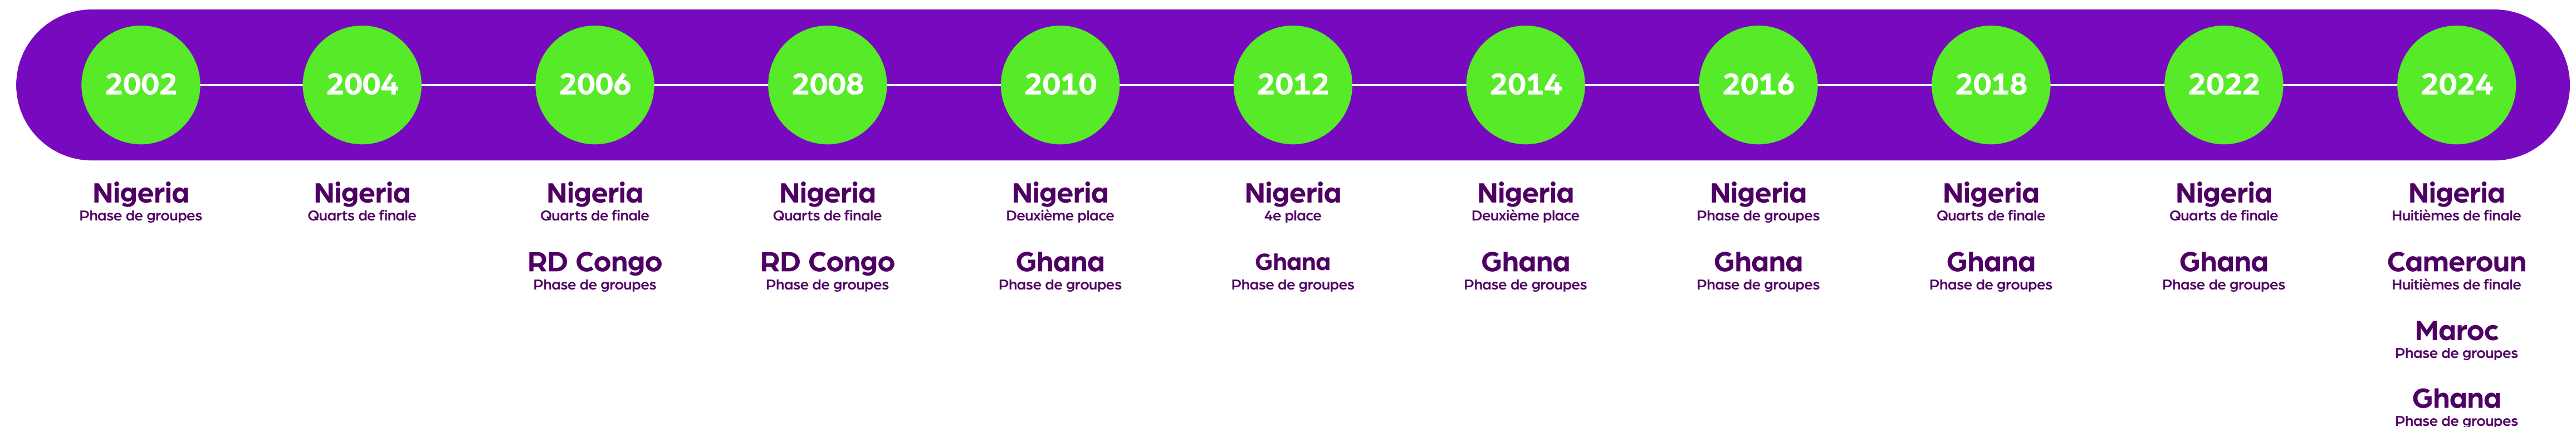 2002 2004 2006 2008 2010 2012 2014 2016 2018 2022 2024
Nigeria Nigeria Nigeria Nigeria Nigeria Nigeria Nigeria Nigeria Nigeria Nigeria Nigeria
Phase de groupes Quarts de finale Quarts de finale Quarts de finale Deuxième place 4e place Deuxième place Phase de groupes Quarts de finale Quarts de finale Huitièmes de finale
RD Congo RD Congo Ghana Ghana Ghana Ghana Ghana Ghana Cameroun
Phase de groupes Phase de groupes Phase de groupes Phase de groupes Phase de groupes Phase de groupes Phase de groupes Phase de groupes Huitièmes de finale
Maroc
Phase de groupes
Ghana
Phase de groupes